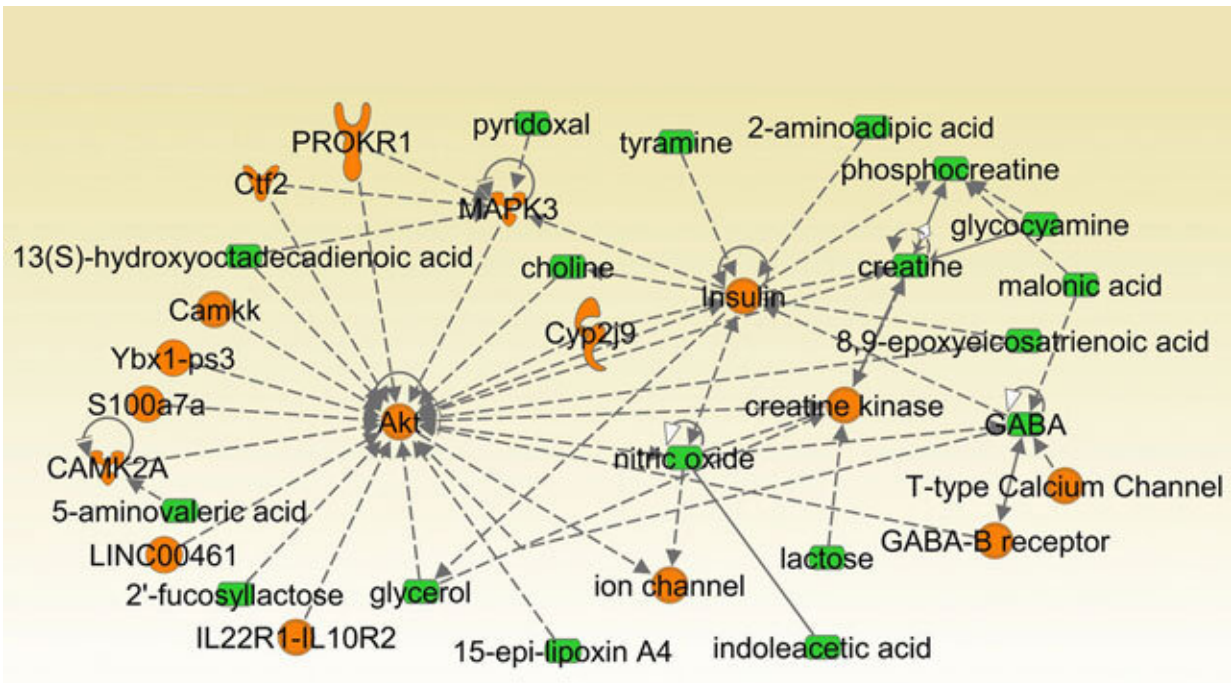 pyridoxal
2-aminoadipic acid
PROKR1
tyramine
phosphocreatine
Ctf2
MAPK3
glycocyamine
13(S)-hydroxyoctadecadienoic acid
choline
creatine
malonic acid
Insulin
Camkk
Cyp2j9
8,9-epoxyeicosatrienoic acid
Ybx1-ps3
S100a7a
creatine kinase
Akt
GABA
nitric oxide
CAMK2A
T-type Calcium Channel
5-aminovaleric acid
GABA-B receptor
LINC00461
lactose
ion channel
2'-fucosyllactose
glycerol
IL22R1-IL10R2
15-epi-lipoxin A4
indoleacetic acid